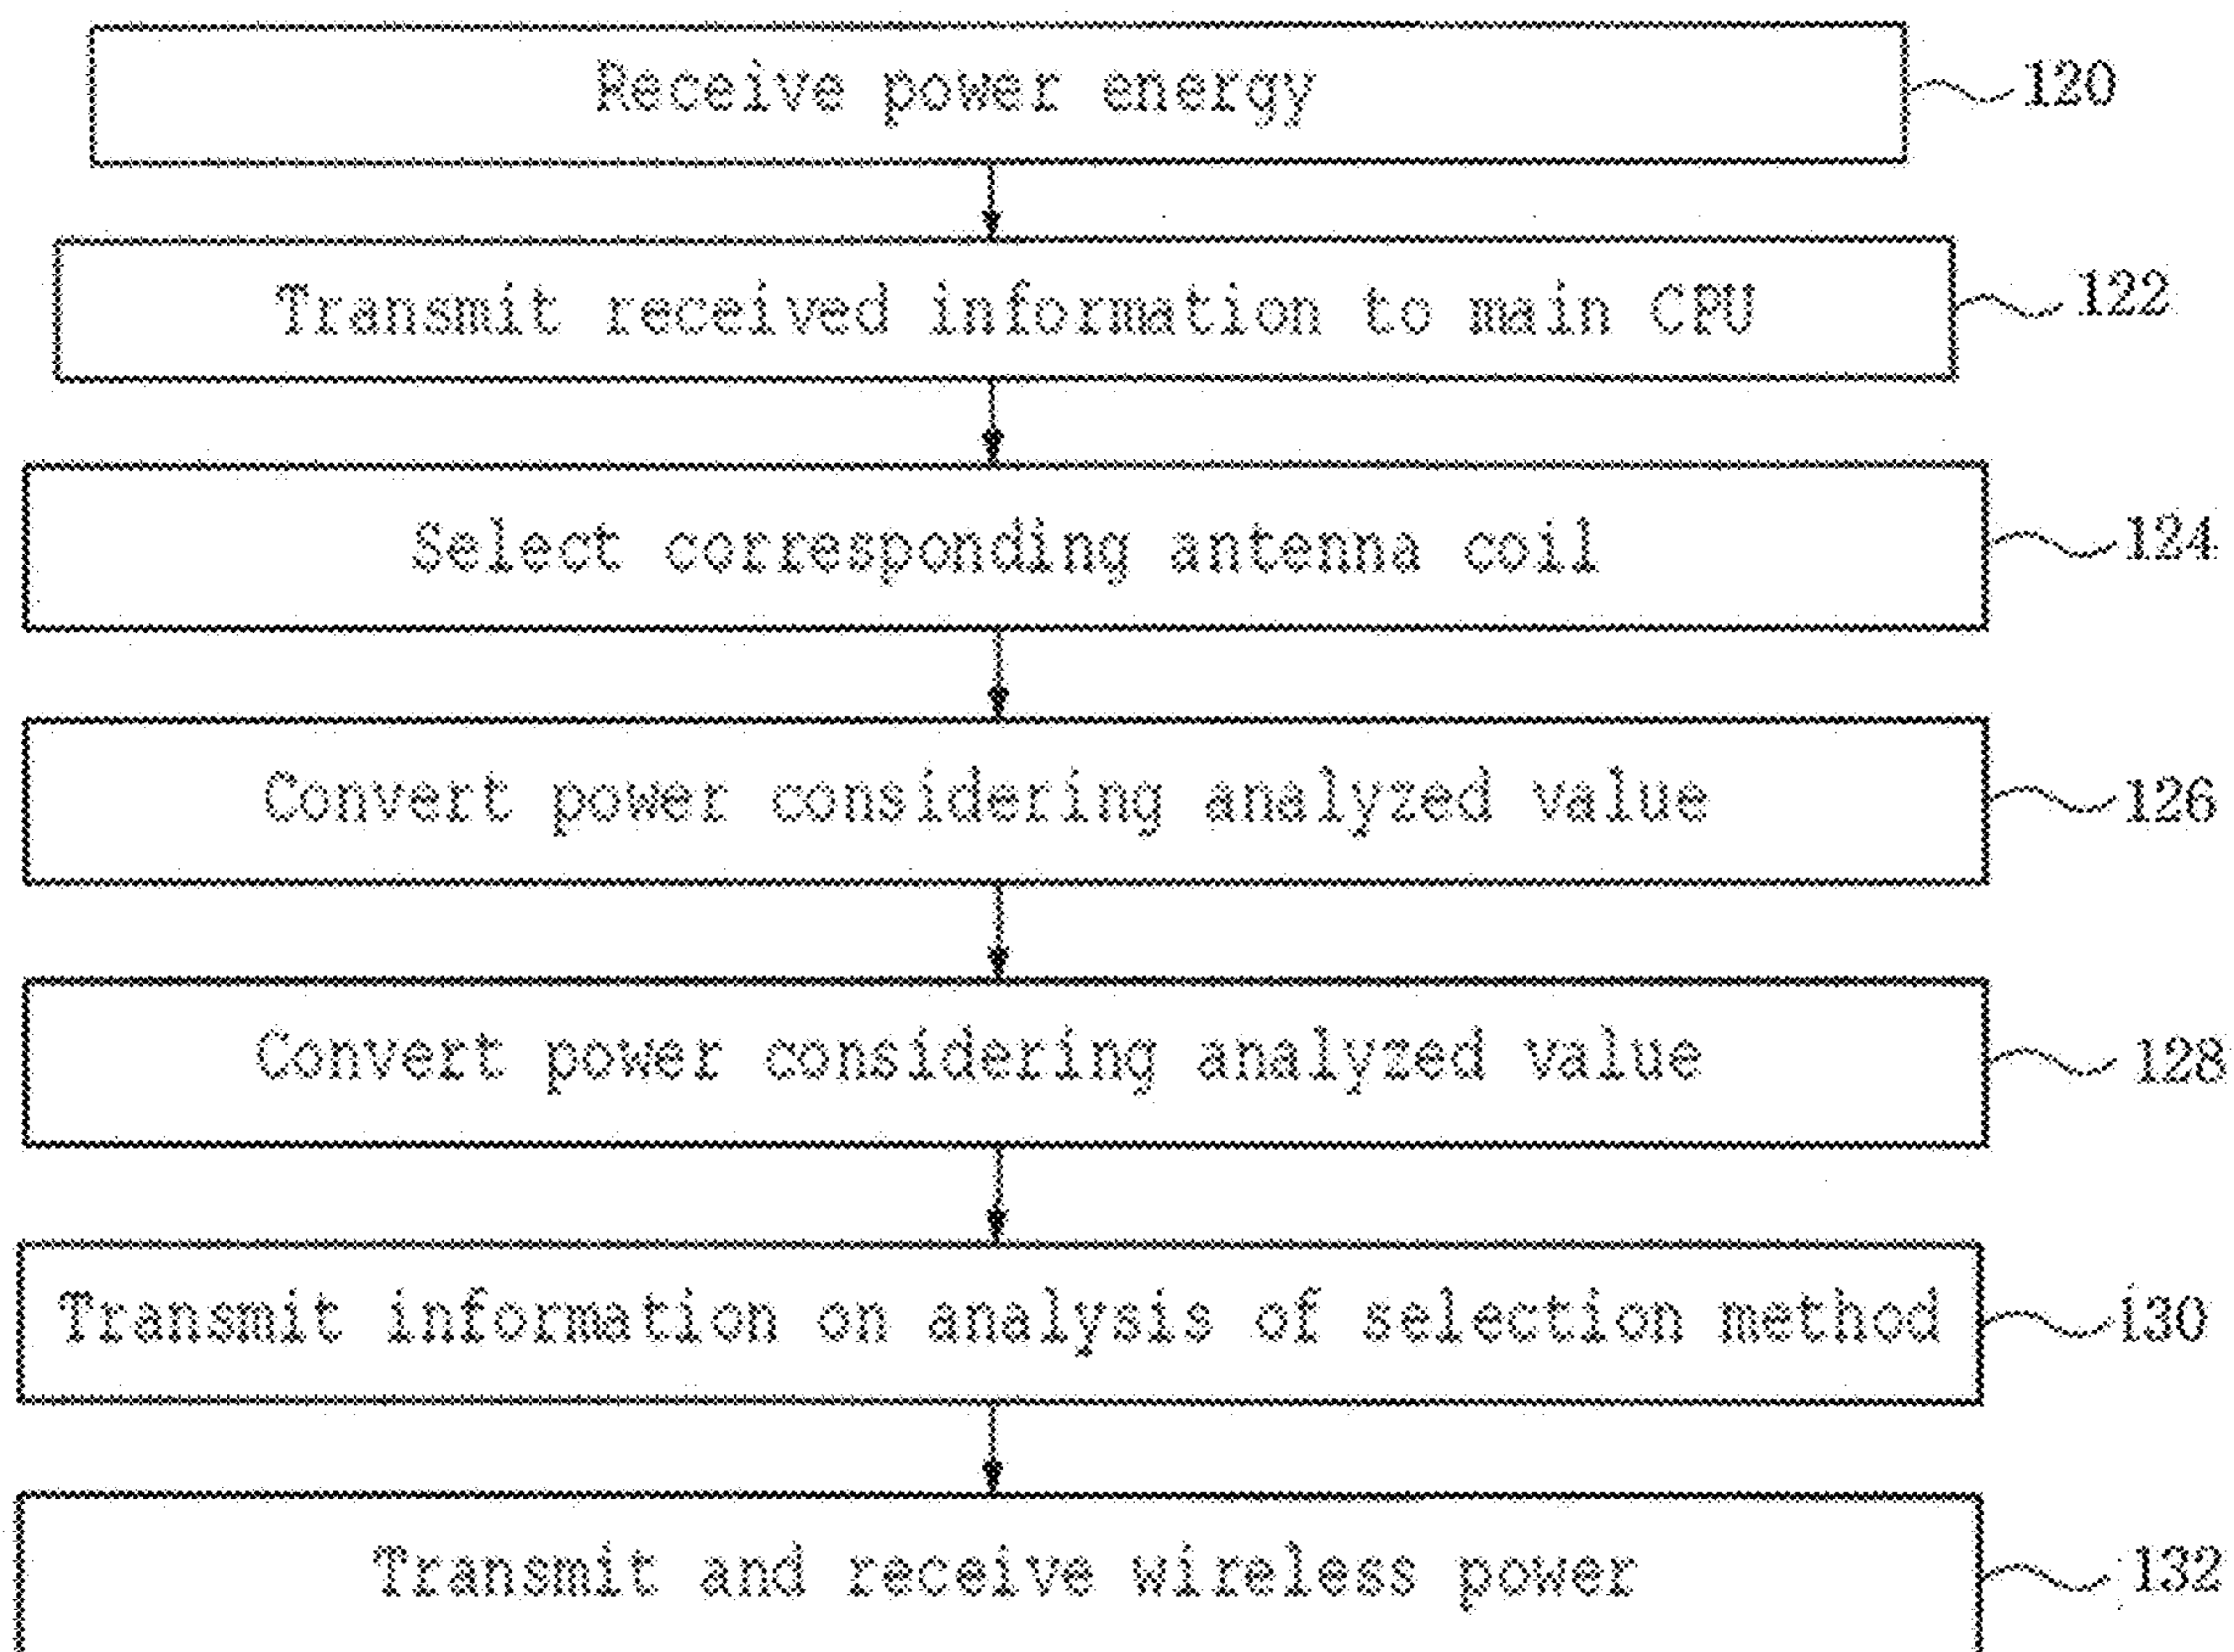 Receive power energy 120
Transmit received information to main CPU 122
Select corresponding antenna coil 124
Convert power considering analyzed value 126
Convert power considering analyzed value 128
Transmit information on analysis of selection method 130
Transmit and receive wireless power 132